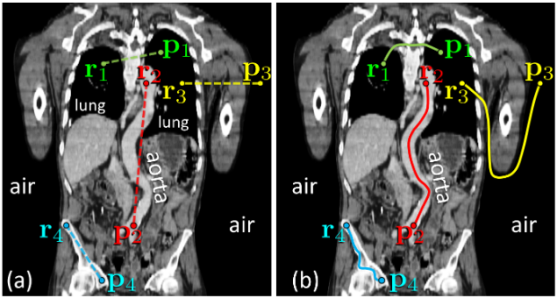 r1
p1
r2
r3
p3
lung
lung
aorta
air
air
p2
r4
p4
(a)
r1
p1
r2
r3
p3
aorta
air
air
p2
r4
p4
(b)